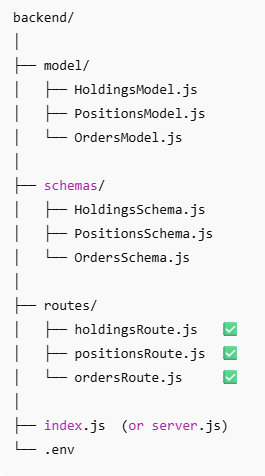 backend/
│
├── model/
│   ├── HoldingsModel.js
│   ├── PositionsModel.js
│   └── OrdersModel.js
│
├── schemas/
│   ├── HoldingsSchema.js
│   ├── PositionsSchema.js
│   └── OrdersSchema.js
│
├── routes/
│   ├── holdingsRoute.js   ✅
│   ├── positionsRoute.js  ✅
│   └── ordersRoute.js     ✅
│
├── index.js  (or server.js)
└── .env